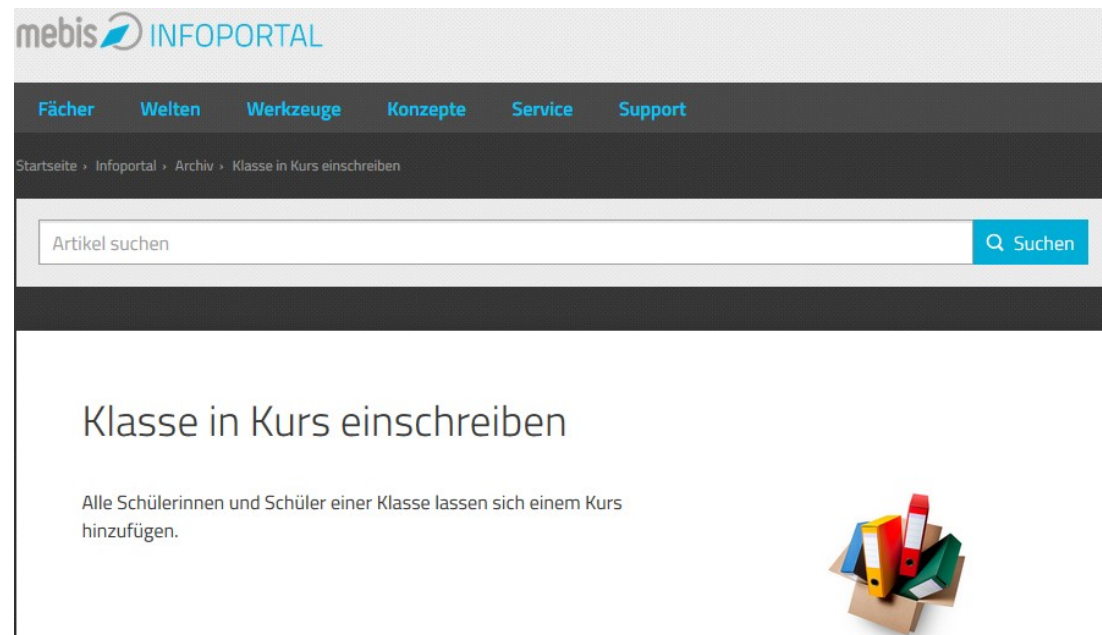 mebis INFOPORTAL
Fächer Welten Werkzeuge Konzepte Service Support
Startseite › Infoportal › Archiv › Klasse in Kurs einschreiben
Artikel suchen Suchen
Klasse in Kurs einschreiben
Alle Schülerinnen und Schüler einer Klasse lassen sich einem Kurs
hinzufügen.